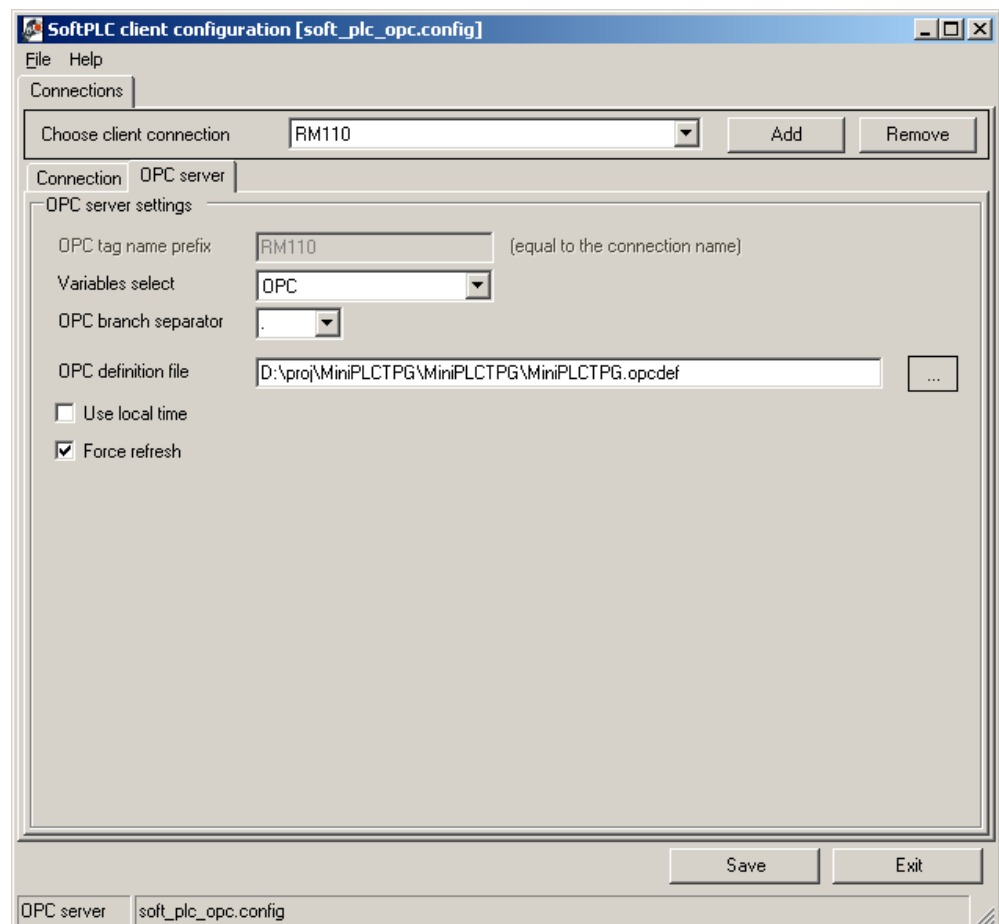 SoftPLC client configuration [soft_plc_opc.config]
File Help
Connections
Choose client connection RM110 Add Remove
Connection OPC server
OPC server settings
OPC tag name prefix RM110 (equal to the connection name)
Variables select OPC
OPC branch separator .
OPC definition file D:\proj\MiniPLCTPG\MiniPLCTPG\MiniPLCTPG.opcdef ...
Use local time
Force refresh
Save Exit
OPC server soft_plc_opc.config